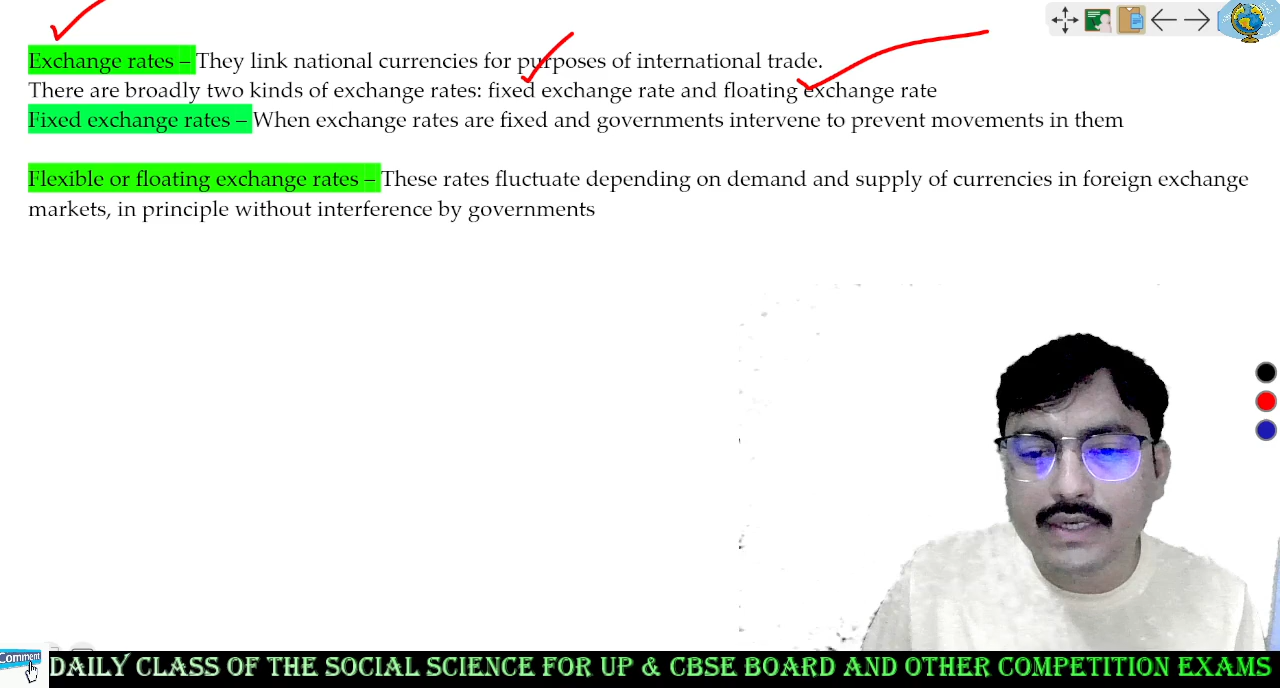 Exchange rates – They link national currencies for purposes of international trade.
There are broadly two kinds of exchange rates: fixed exchange rate and floating exchange rate
Fixed exchange rates – When exchange rates are fixed and governments intervene to prevent movements in them
Flexible or floating exchange rates – These rates fluctuate depending on demand and supply of currencies in foreign exchange
markets, in principle without interference by governments
Comment
DAILY CLASS OF THE SOCIAL SCIENCE FOR UP & CBSE BOARD AND OTHER COMPETITION EXAMS